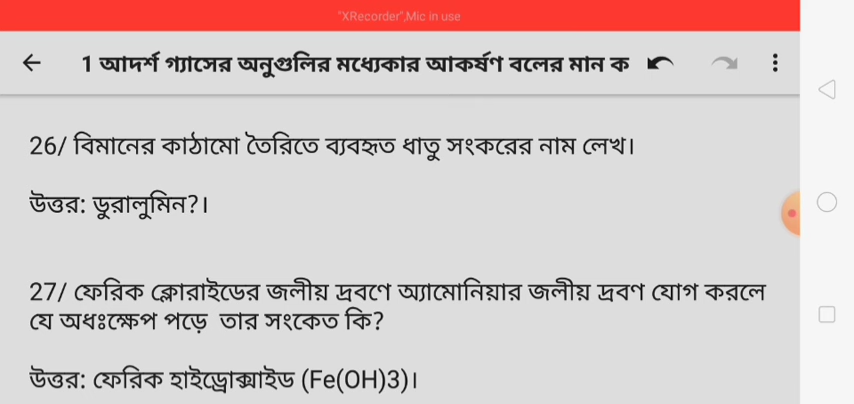 "XRecorder",Mic in use
1 আদর্শ গ্যাসের অনুগুলির মধ্যেকার আকর্ষণ বলের মান ক
26/ বিমানের কাঠামো তৈরিতে ব্যবহৃত ধাতু সংকরের নাম লেখ।
উত্তর: ডুরালুমিন?।
27/ ফেরিক ক্লোরাইডের জলীয় দ্রবণে অ্যামোনিয়ার জলীয় দ্রবণ যোগ করলে
যে অধঃক্ষেপ পড়ে তার সংকেত কি?
উত্তর: ফেরিক হাইড্রোক্সাইড (Fe(OH)3)।